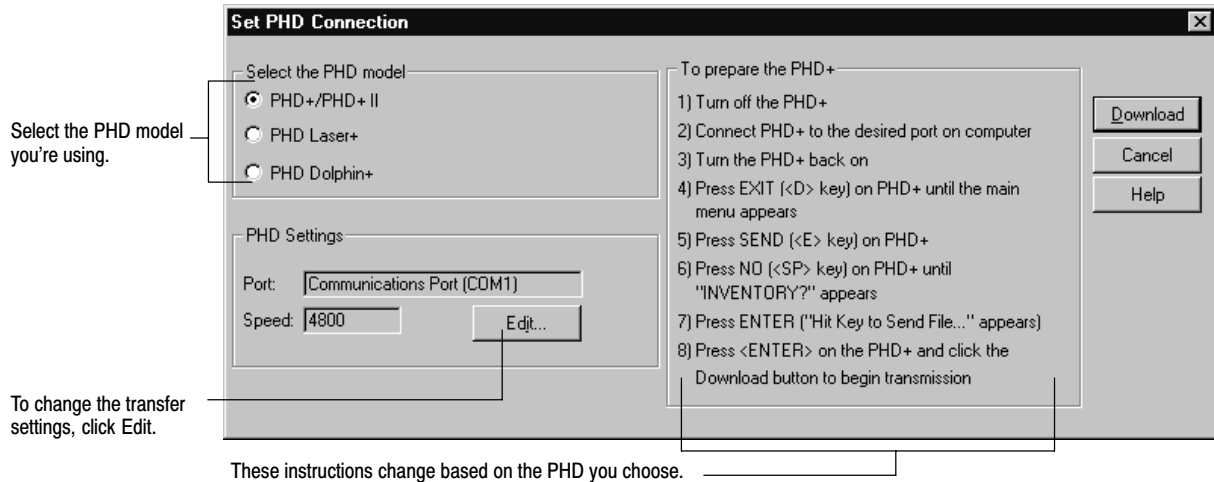 Set PHD Connection
Select the PHD model
PHD+/PHD+ II
PHD Laser+
PHD Dolphin+
Select the PHD model
you're using.
PHD Settings
Port: Communications Port (COM1)
Speed: 4800
Edit...
To change the transfer
settings, click Edit.
To prepare the PHD+
1) Turn off the PHD+
2) Connect PHD+ to the desired port on computer
3) Turn the PHD+ back on
4) Press EXIT (<D> key) on PHD+ until the main
menu appears
5) Press SEND (<E> key) on PHD+
6) Press NO (<SP> key) on PHD+ until
"INVENTORY?" appears
7) Press ENTER ("Hit Key to Send File..." appears)
8) Press <ENTER> on the PHD+ and click the
Download button to begin transmission
Download
Cancel
Help
These instructions change based on the PHD you choose.